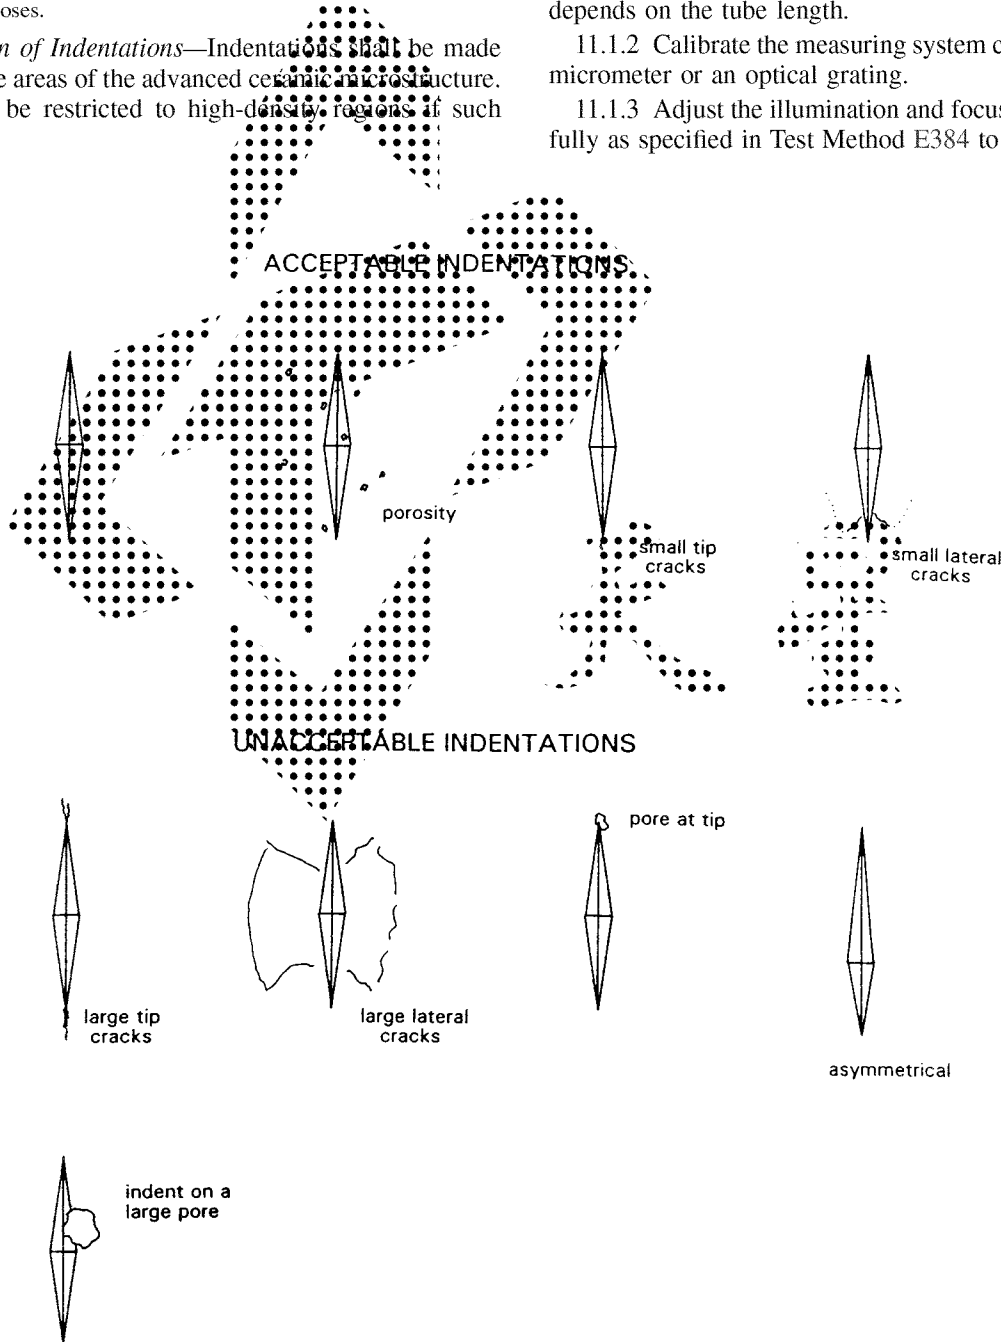 oses.
n of Indentations—Indentations shall be made
e areas of the advanced ceramic microstructure.
be restricted to high-density regions if such
depends on the tube length.
11.1.2 Calibrate the measuring system c
micrometer or an optical grating.
11.1.3 Adjust the illumination and focus
fully as specified in Test Method E384 to
ACCEPTABLE INDENTATIONS
porosity
small tip
cracks
small lateral
cracks
UNACCEPTABLE INDENTATIONS
large tip
cracks
large lateral
cracks
pore at tip
asymmetrical
indent on a
large pore